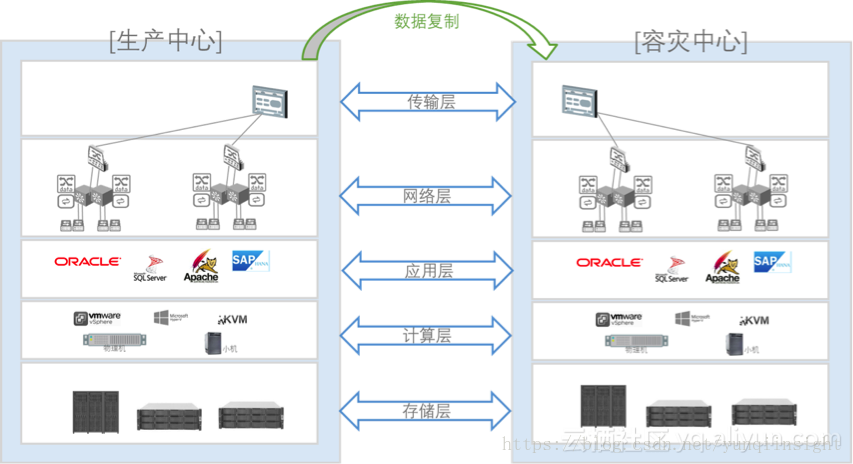 数据复制
[生产中心]
[容灾中心]
传输层
data
data
data
data
data
data
data
data
网络层
ORACLE
SQL Server
Apache
SAP HANA
应用层
ORACLE
SQL Server
Apache
SAP HANA
vmware vSphere
Microsoft
KVM
物理机
小机
计算层
vmware vSphere
Microsoft
KVM
物理机
小机
存储层
云栖社区 yq.aliyun.com
https://blog.csdn.net/yunqiinsight